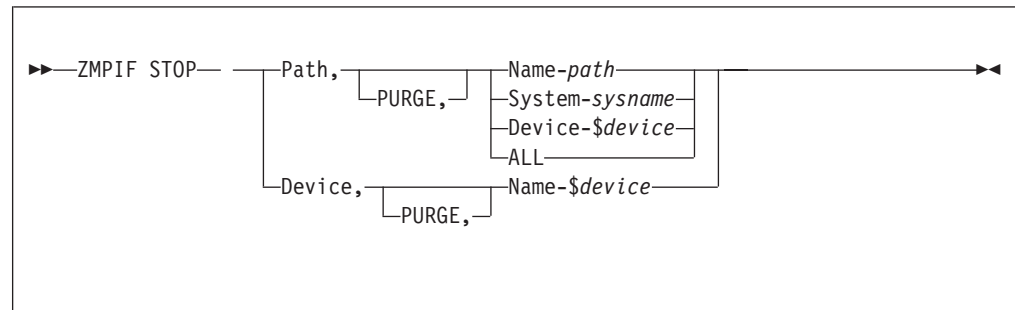 ZMPIF STOP Path, Name-path
PURGE, System-sysname
Device-$device
ALL
Device, Name-$device
PURGE,